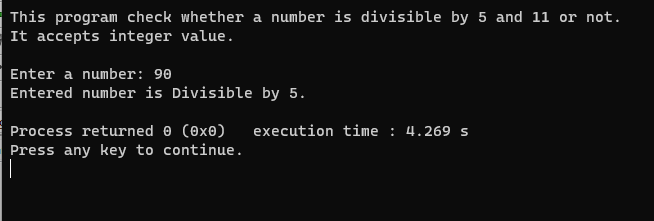 This program check whether a number is divisible by 5 and 11 or not.
It accepts integer value.
Enter a number: 90
Entered number is Divisible by 5.
Process returned 0 (0x0)   execution time : 4.269 s
Press any key to continue.